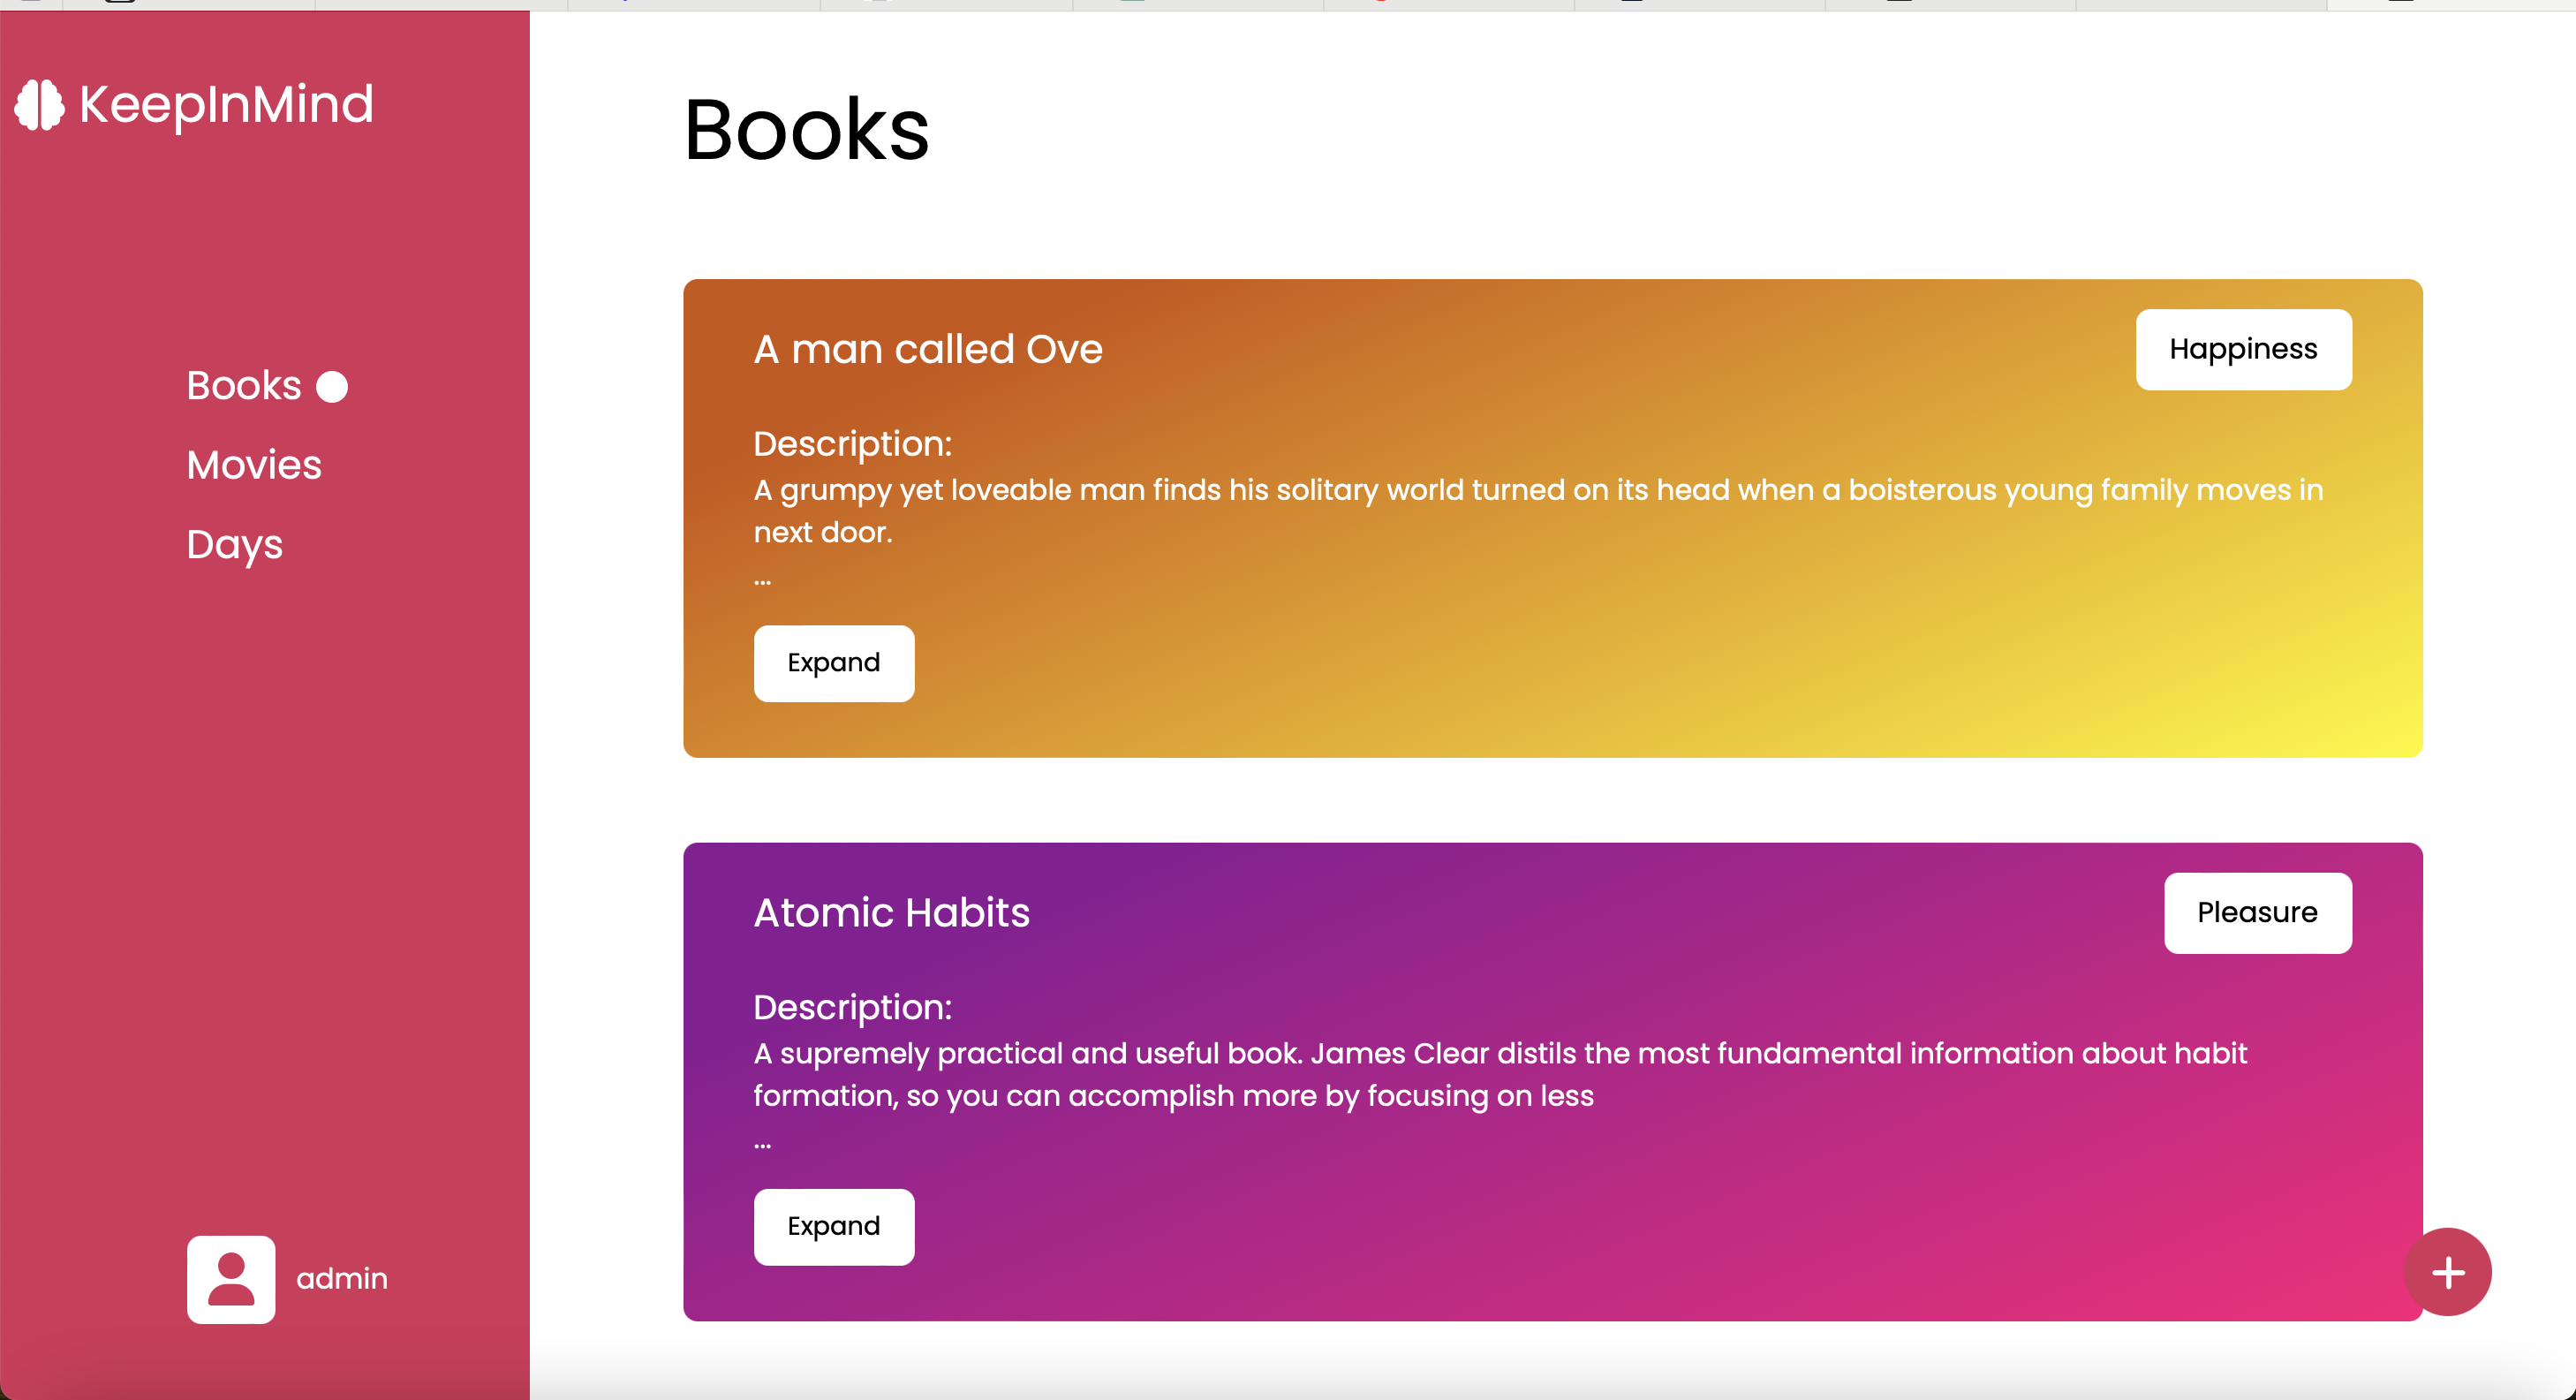 KeepInMind
Books
Movies
Days
admin
Books
A man called Ove
Happiness
Description:
A grumpy yet loveable man finds his solitary world turned on its head when a boisterous young family moves in
next door.
...
Expand
Atomic Habits
Pleasure
Description:
A supremely practical and useful book. James Clear distils the most fundamental information about habit
formation, so you can accomplish more by focusing on less
...
Expand
+